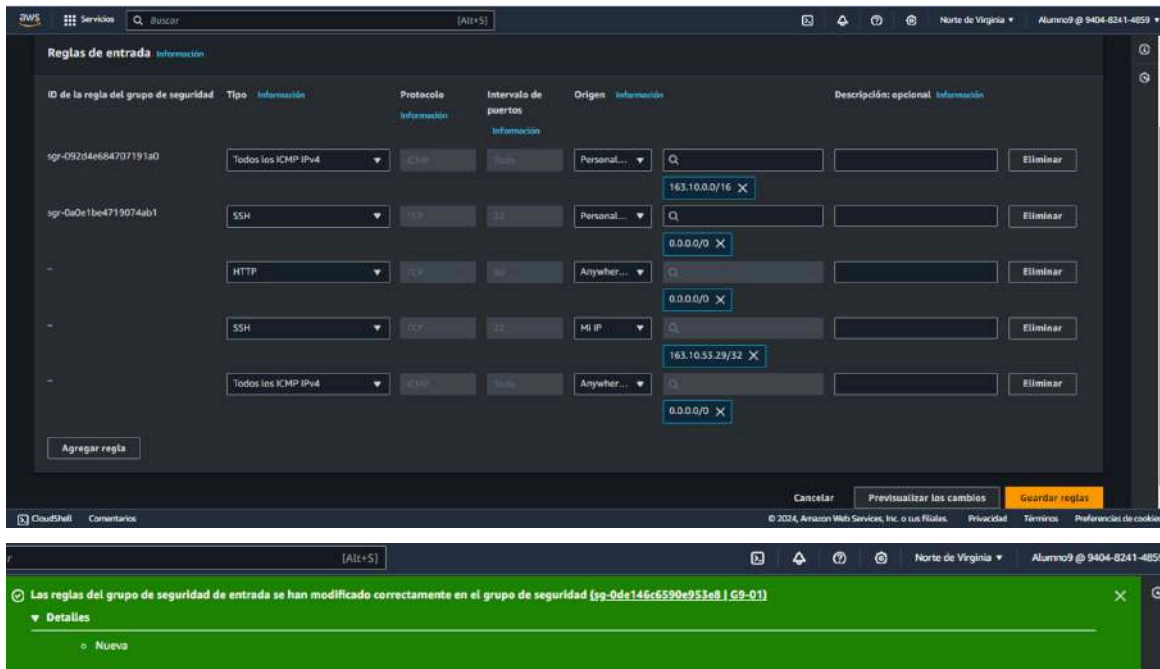 aws Servicios Buscar [Alt+S] Norte de Virginia Alumno9 @ 9404-8241-4859
Reglas de entrada Información
ID de la regla del grupo de seguridad Tipo Información Protocolo Intervalo de Origen Información Descripción: opcional Información
Información puertos
Información
sgr-092d4e684707191a0 Todos los ICMP IPv4 ICMP Todo Personal... Eliminar
163.10.0.0/16
sgr-0a0e1be4719074ab1 SSH TCP 22 Personal... Eliminar
0.0.0.0/0
– HTTP TCP 80 Anywher... Eliminar
0.0.0.0/0
– SSH TCP 22 Mi IP Eliminar
163.10.53.29/32
– Todos los ICMP IPv4 ICMP Todo Anywher... Eliminar
0.0.0.0/0
Agregar regla
Cancelar Previsualizar los cambios Guardar reglas
CloudShell Comentarios © 2024, Amazon Web Services, Inc. o sus filiales. Privacidad Términos Preferencias de cookies
[Alt+S] Norte de Virginia Alumno9 @ 9404-8241-4859
Las reglas del grupo de seguridad de entrada se han modificado correctamente en el grupo de seguridad (sg-0de146c6590e953e8 | G9-01)
Detalles
Nueva